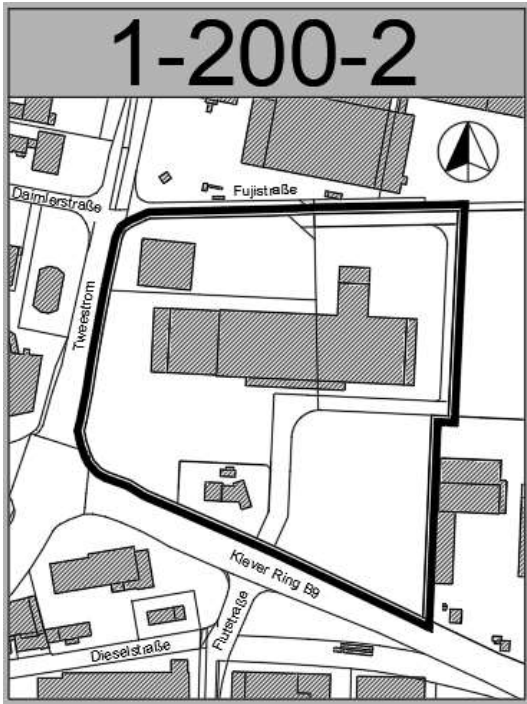 1-200-2
Fujistraße
Daimlerstraße
Tweestrom
Klever Ring B9
Flutstraße
Dieselstraße